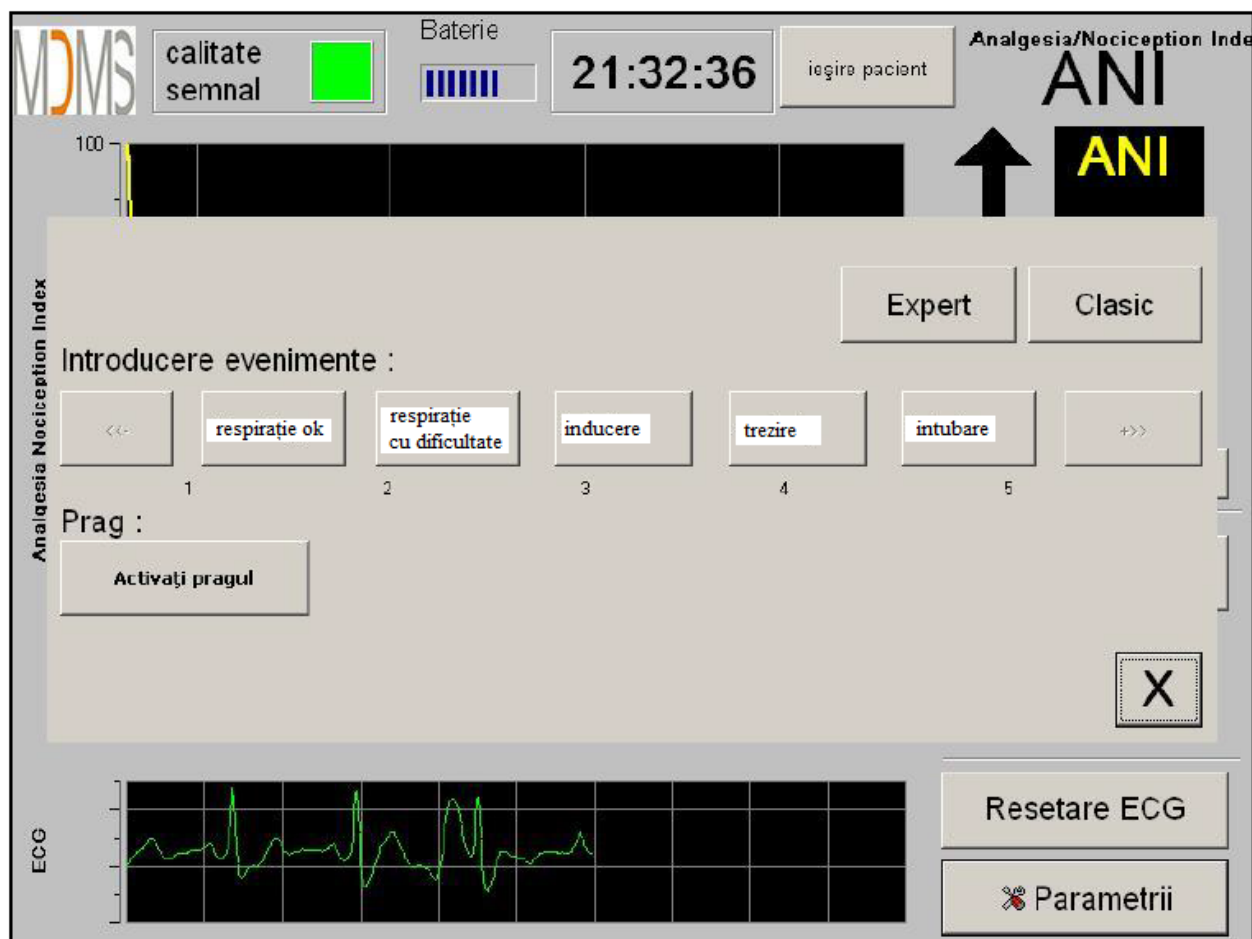 MDMS
calitate
semnal
Baterie
21:32:36
ieşire pacient
Analgesia/Nociception Inde
ANI
100
ANI
Analgesia Nociception Index
Expert
Clasic
Introducere evenimente :
<<-
respirație ok
respirație
cu dificultate
inducere
trezire
intubare
+>>
1
2
3
4
5
Prag :
Activaţi pragul
X
ECG
Resetare ECG
Parametrii